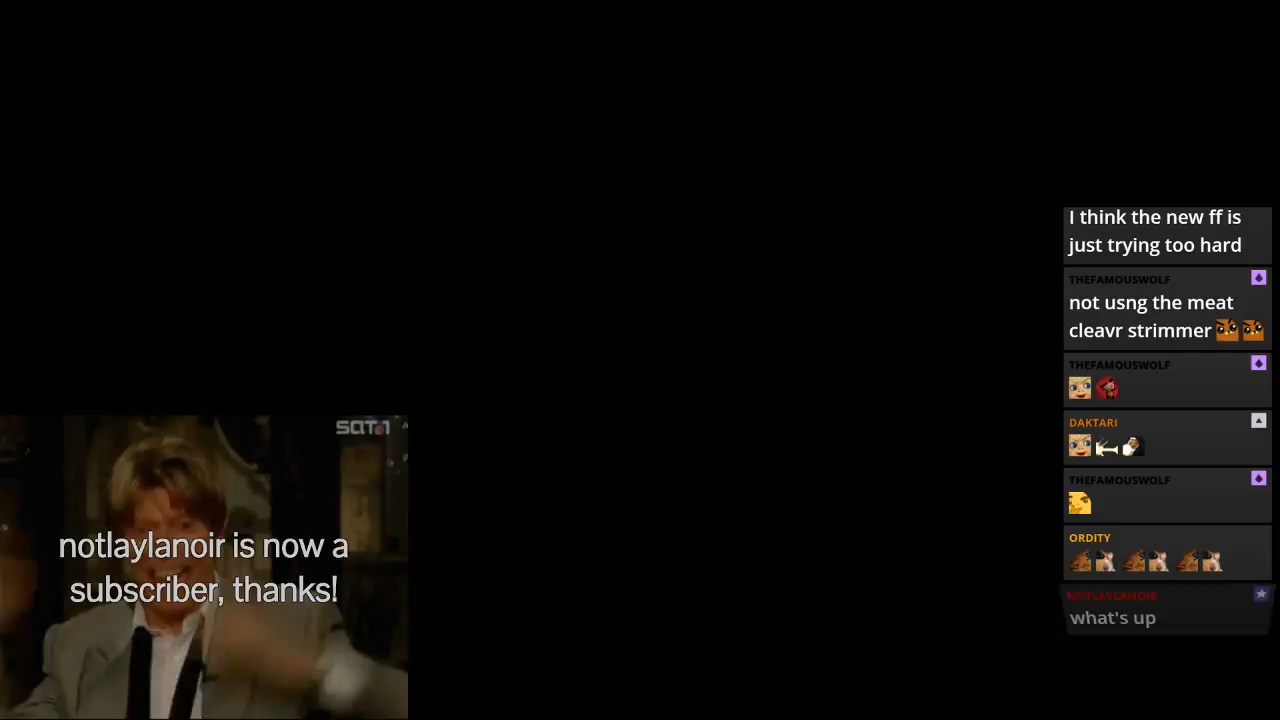 I think the new ff is
just trying too hard
THEFAMOUSWOLF
not usng the meat
cleavr strimmer
THEFAMOUSWOLF
DAKTARI
THEFAMOUSWOLF
ORDITY
NOTLAYLANOIR
what's up
SAT.1
notlaylanoir is now a
subscriber, thanks!